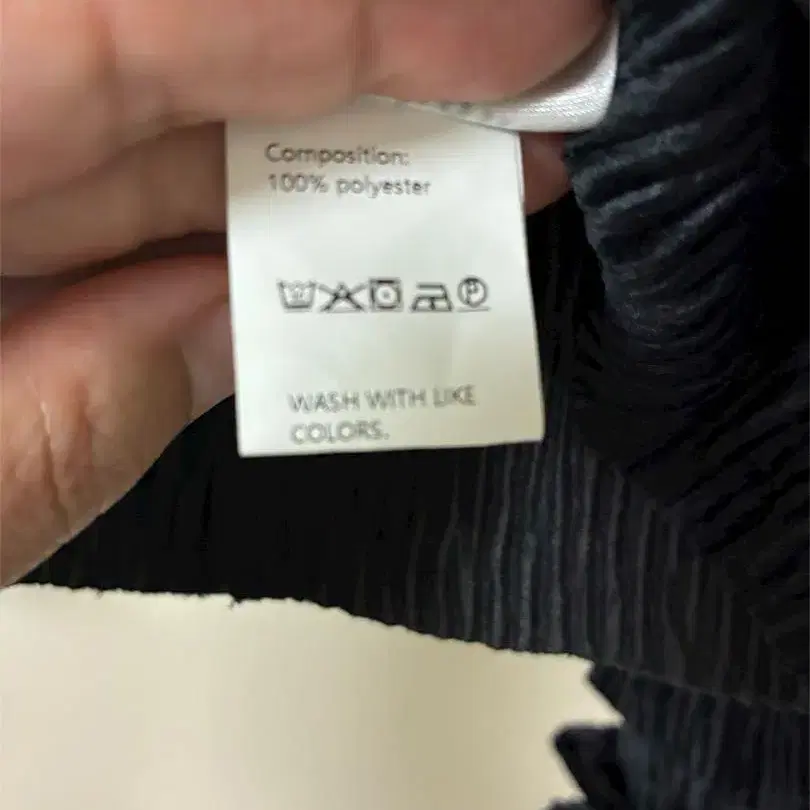 Composition:
100% polyester
P
WASH WITH LIKE
COLORS.